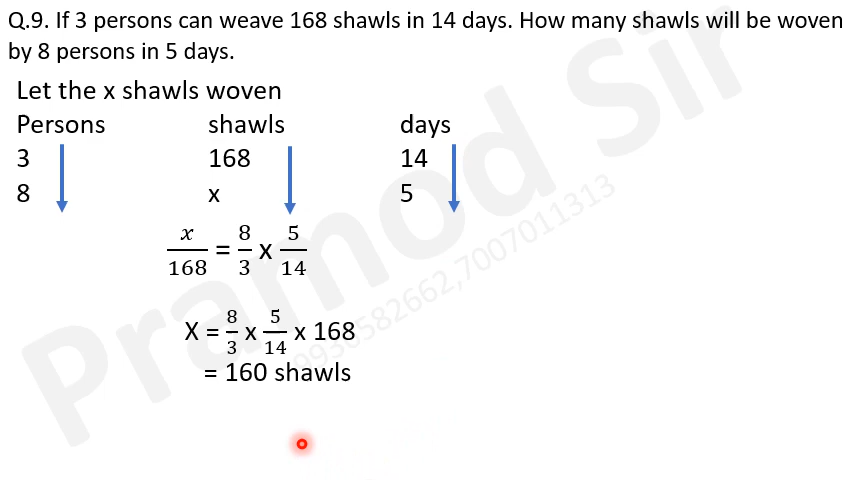 Q.9. If 3 persons can weave 168 shawls in 14 days. How many shawls will be woven
by 8 persons in 5 days.
Let the x shawls woven
Persons shawls days
3 168 14
8 x 5
x/168 = 8/3 x 5/14
X = 8/3 x 5/14 x 168
= 160 shawls
Pramod Sir